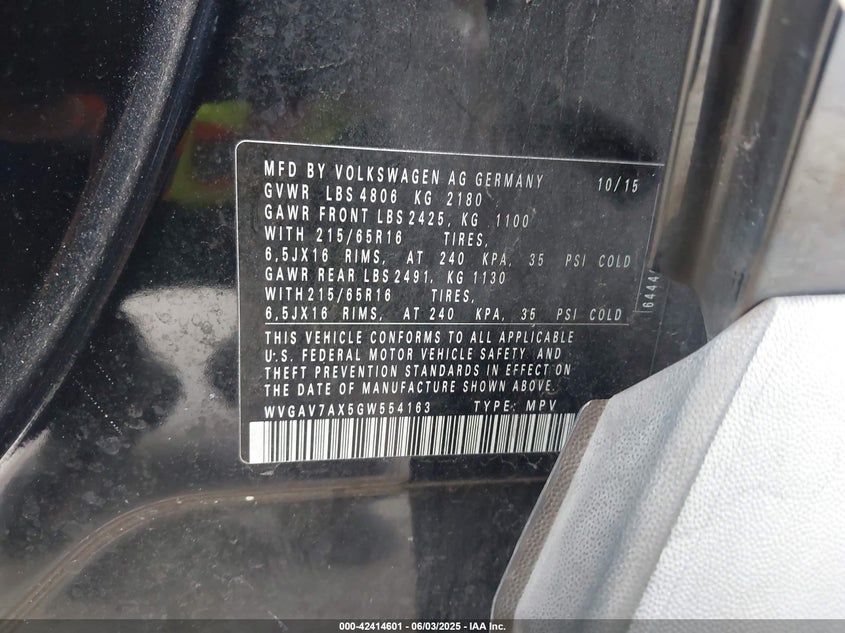 MFD BY VOLKSWAGEN AG GERMANY 10/15
GVWR LBS 4806 KG 2180
GAWR FRONT LBS 2425, KG 1100
WITH 215/65R16 TIRES,
6,5JX16 RIMS, AT 240 KPA, 35 PSI COLD
GAWR REAR LBS 2491, KG 1130
WITH 215/65R16 TIRES,
6,5JX16 RIMS, AT 240 KPA, 35 PSI COLD
THIS VEHICLE CONFORMS TO ALL APPLICABLE
U.S. FEDERAL MOTOR VEHICLE SAFETY AND
THEFT PREVENTION STANDARDS IN EFFECT ON
THE DATE OF MANUFACTURE SHOWN ABOVE.
WVGAV7AX5GW554163 TYPE: MPV
000-42414601 - 06/03/2025 - IAA Inc.